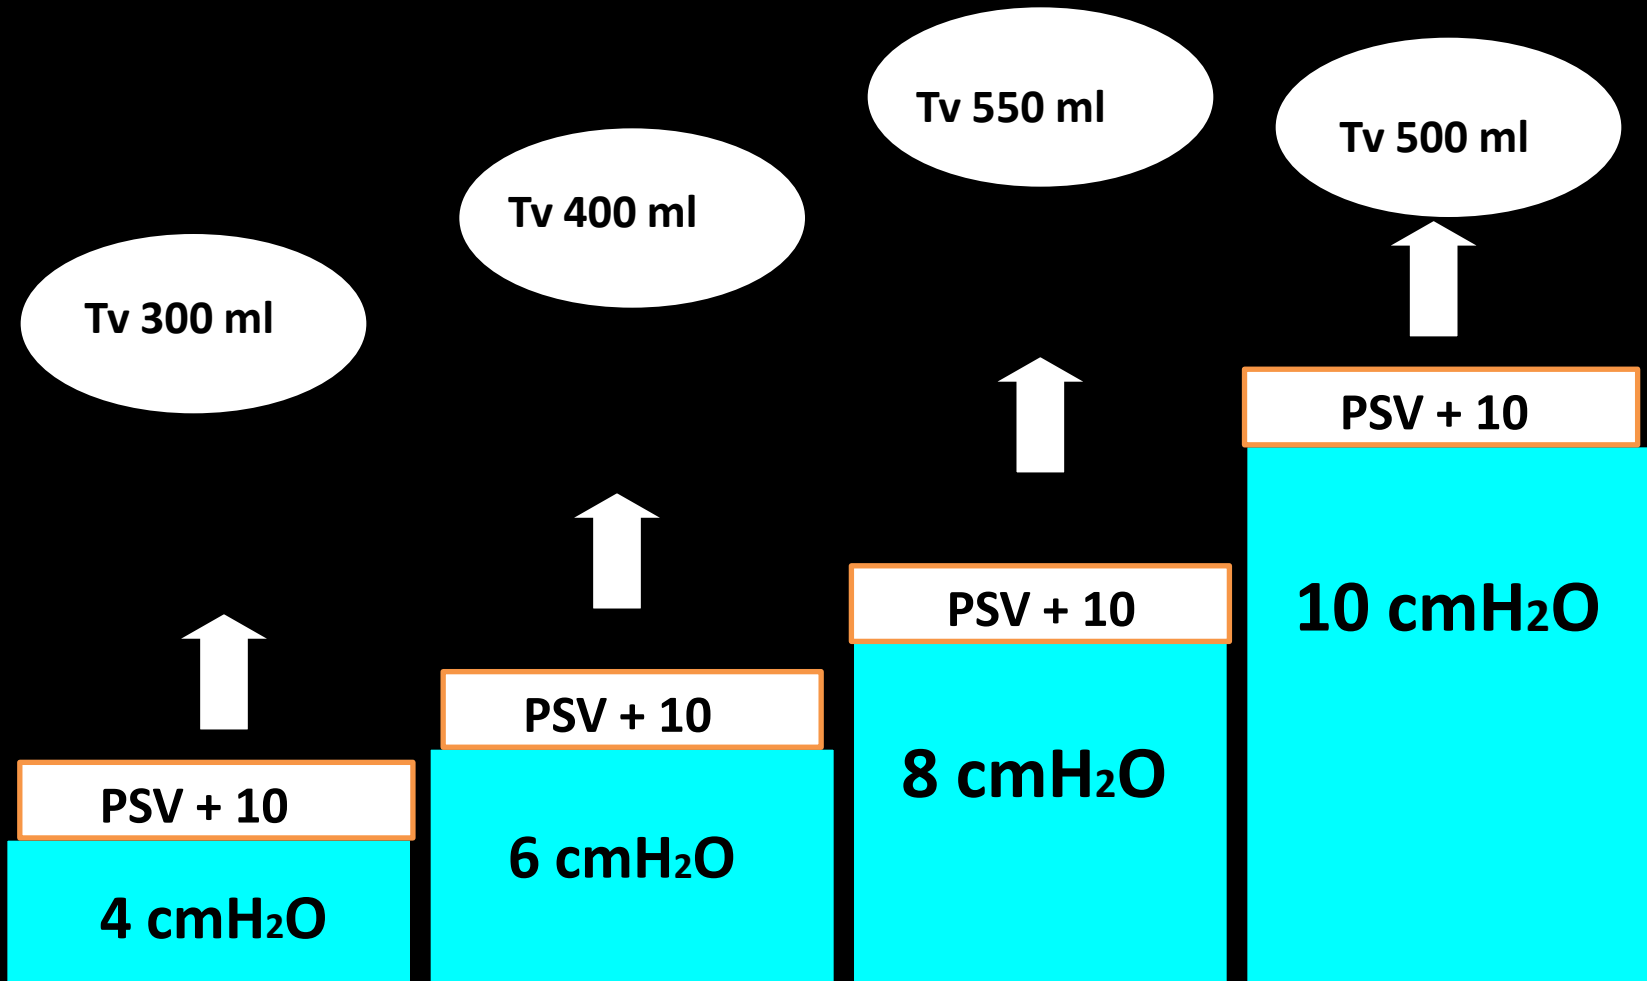 Tv 300 ml
PSV + 10
4 cmH₂O
Tv 400 ml
PSV + 10
6 cmH₂O
Tv 550 ml
PSV + 10
8 cmH₂O
Tv 500 ml
PSV + 10
10 cmH₂O